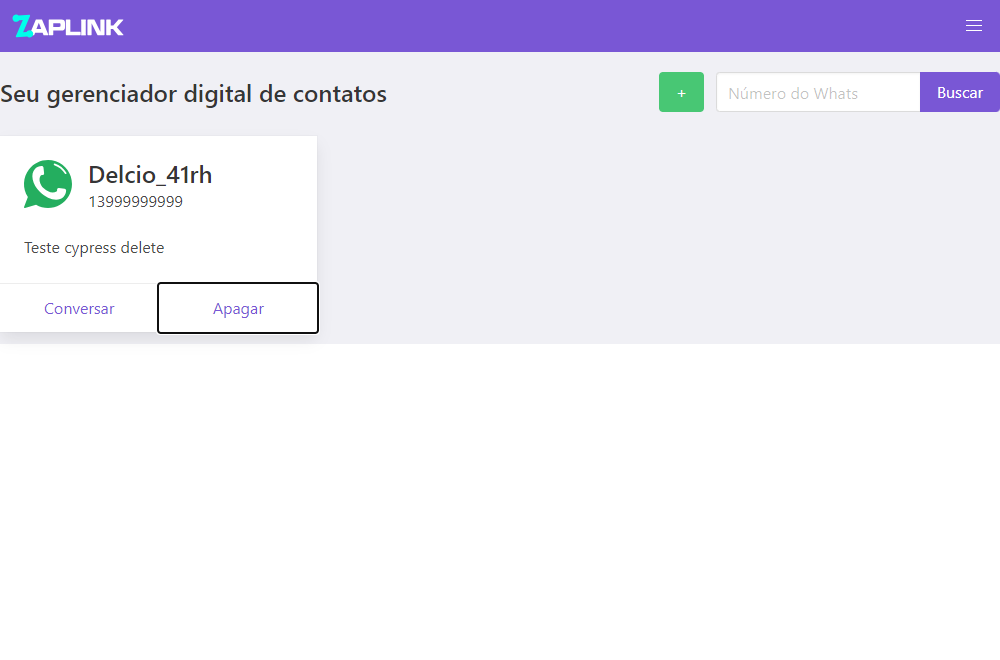 ZAPLINK
Seu gerenciador digital de contatos
+
Número do Whats
Buscar
Delcio_41rh
13999999999
Teste cypress delete
Conversar
Apagar